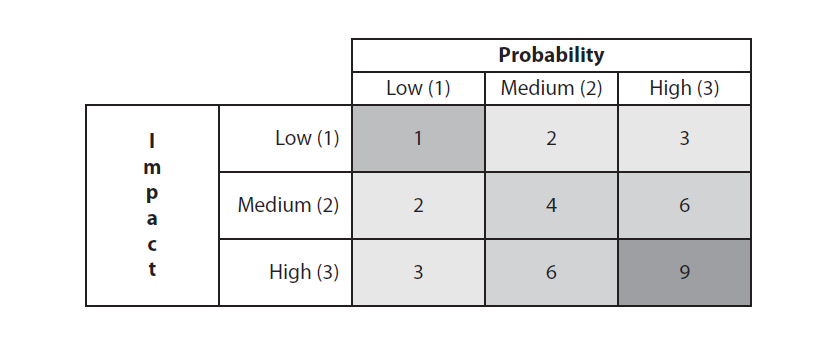 Probability
Low (1) Medium (2) High (3)
Impact
Low (1) 1 2 3
Medium (2) 2 4 6
High (3) 3 6 9